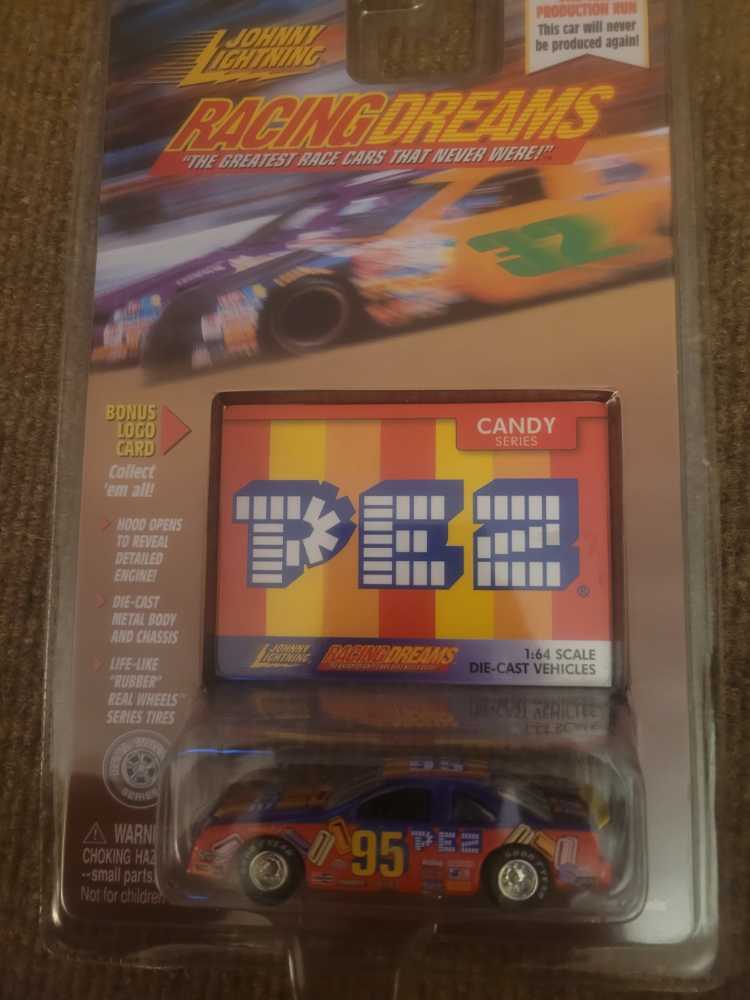 JOHNNY
LIGHTNING
PRODUCTION RUN
This car will never
be produced again!
RACING DREAMS
"THE GREATEST RACE CARS THAT NEVER WERE!"™
32
BONUS
LOGO
CARD
Collect
'em all!
HOOD OPENS
TO REVEAL
DETAILED
ENGINE!
DIE-CAST
METAL BODY
AND CHASSIS
LIFE-LIKE
"RUBBER"
REAL WHEELS™
SERIES TIRES
CANDY
SERIES
PEZ®
JOHNNY
LIGHTNING
RACING DREAMS
1:64 SCALE
DIE-CAST VEHICLES
95
95 PEZ
GOODYEAR
⚠ WARN
CHOKING HAZ
--small parts
Not for children